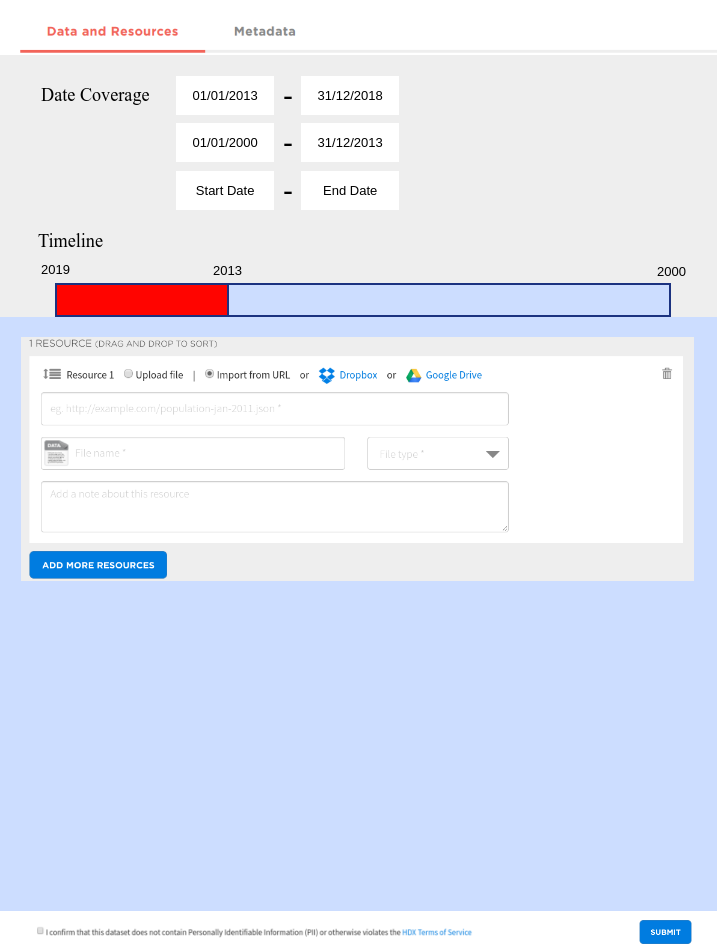 Data and Resources Metadata
Date Coverage 01/01/2013 - 31/12/2018
01/01/2000 - 31/12/2013
Start Date - End Date
Timeline
2019 2013 2000
1 RESOURCE (DRAG AND DROP TO SORT)
Resource 1 Upload file | Import from URL or Dropbox or Google Drive
eg. http://example.com/population-jan-2011.json *
DATA File name * File type *
Add a note about this resource
ADD MORE RESOURCES
I confirm that this dataset does not contain Personally Identifiable Information (PII) or otherwise violates the HDX Terms of Service SUBMIT